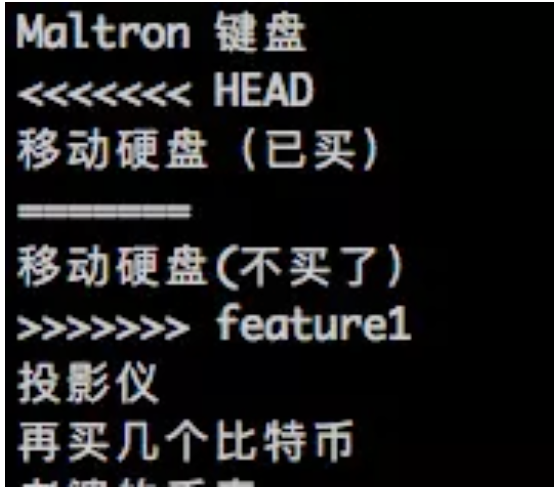 Maltron 键盘
<<<<<<< HEAD
移动硬盘（已买）
=======
移动硬盘(不买了)
>>>>>>> feature1
投影仪
再买几个比特币